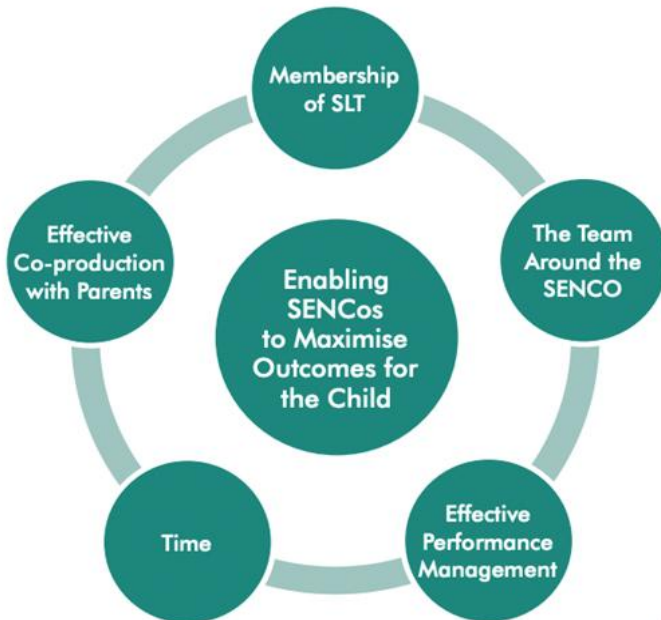 Membership
of SLT
The Team
Around the
SENCO
Effective
Performance
Management
Time
Effective
Co-production
with Parents
Enabling
SENCos
to Maximise
Outcomes for
the Child